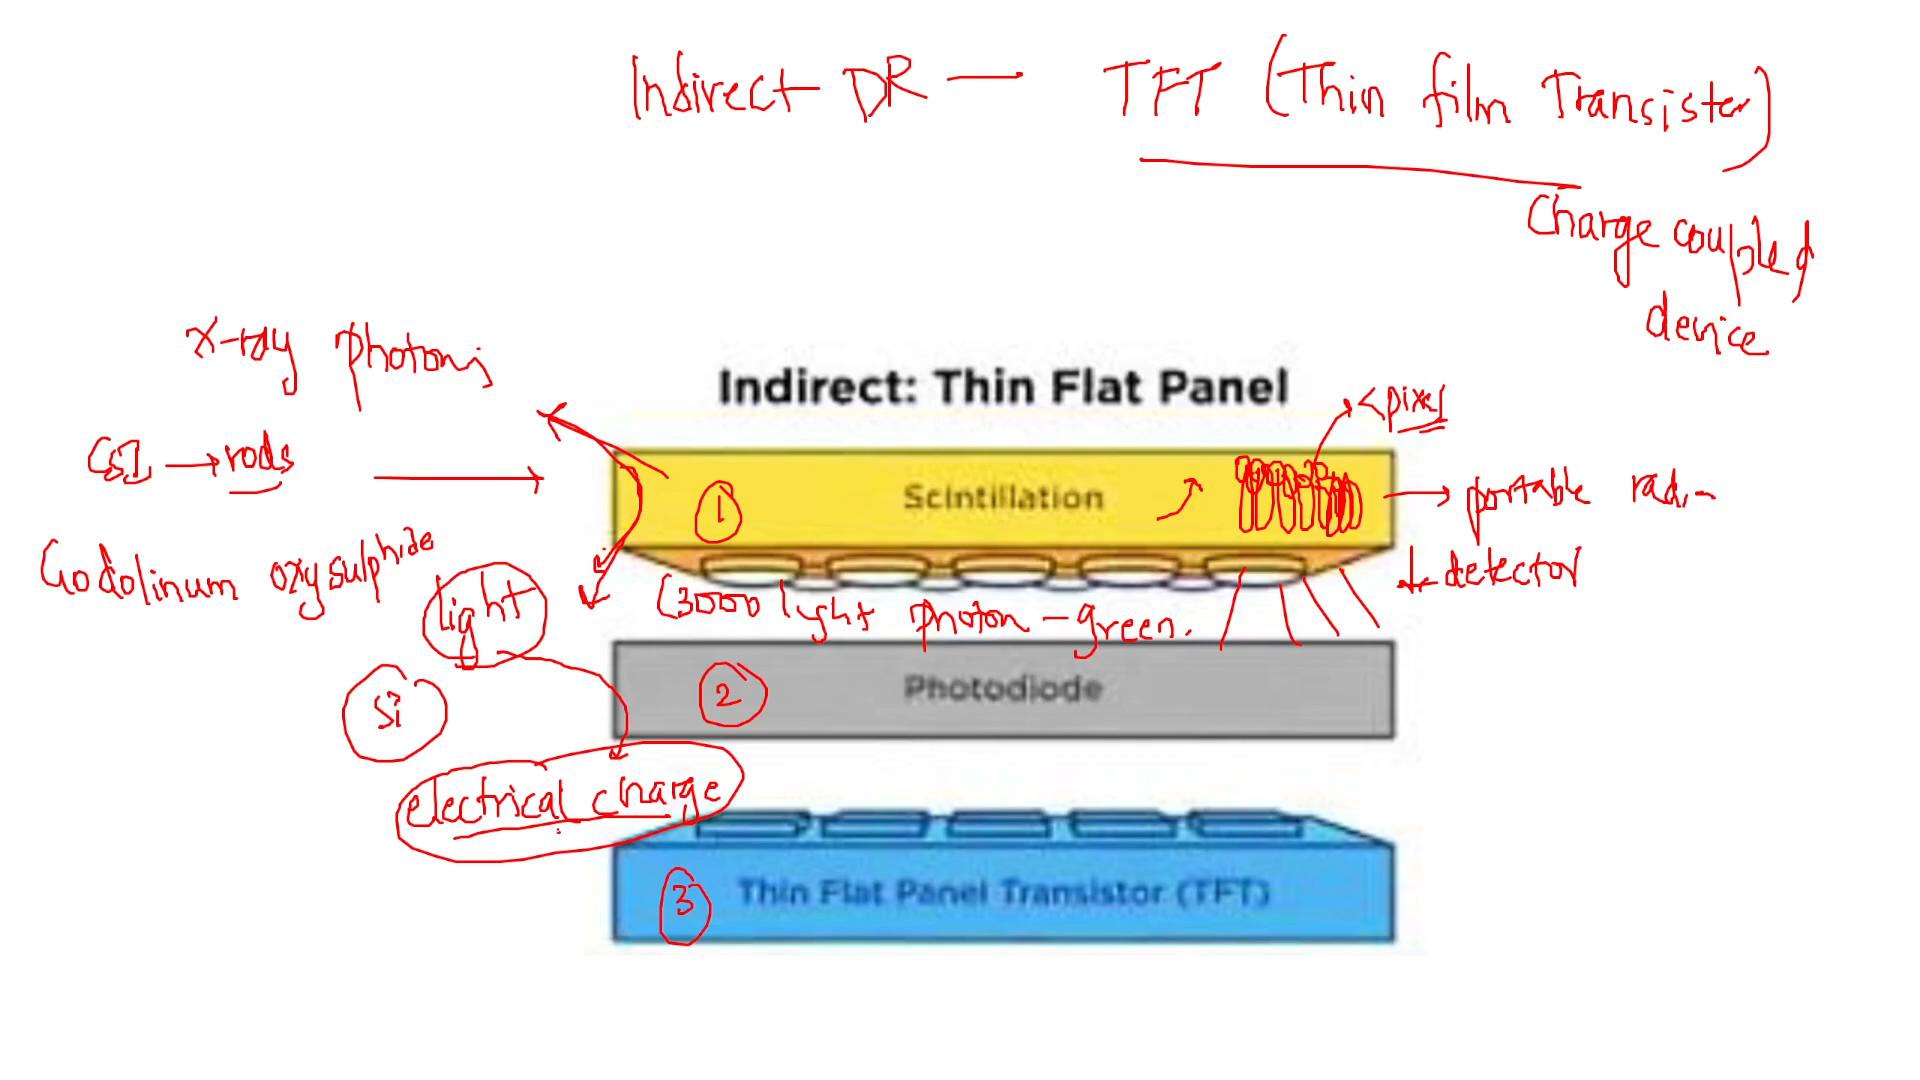 Indirect DR — TFT (Thin film Transister)
Charge coupled
device
x-ray photons
Indirect: Thin Flat Panel
<pixel
CsI → rods
Scintillation
1
portable rad.
detector
Godolinum oxysulphide
light
(3000 light photon - green.
Si
2
Photodiode
electrical charge
3
Thin Flat Panel Transistor (TFT)